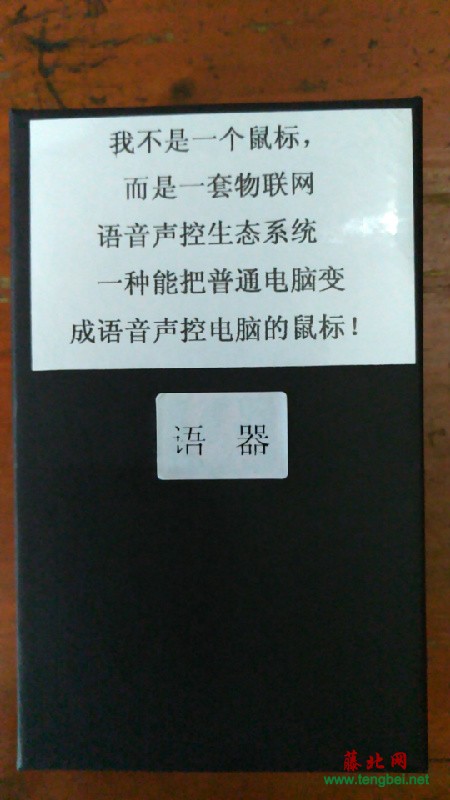 我不是一个鼠标，
而是一套物联网
语音声控生态系统
一种能把普通电脑变
成语音声控电脑的鼠标！
语 器
藤北网
www.tengbei.net